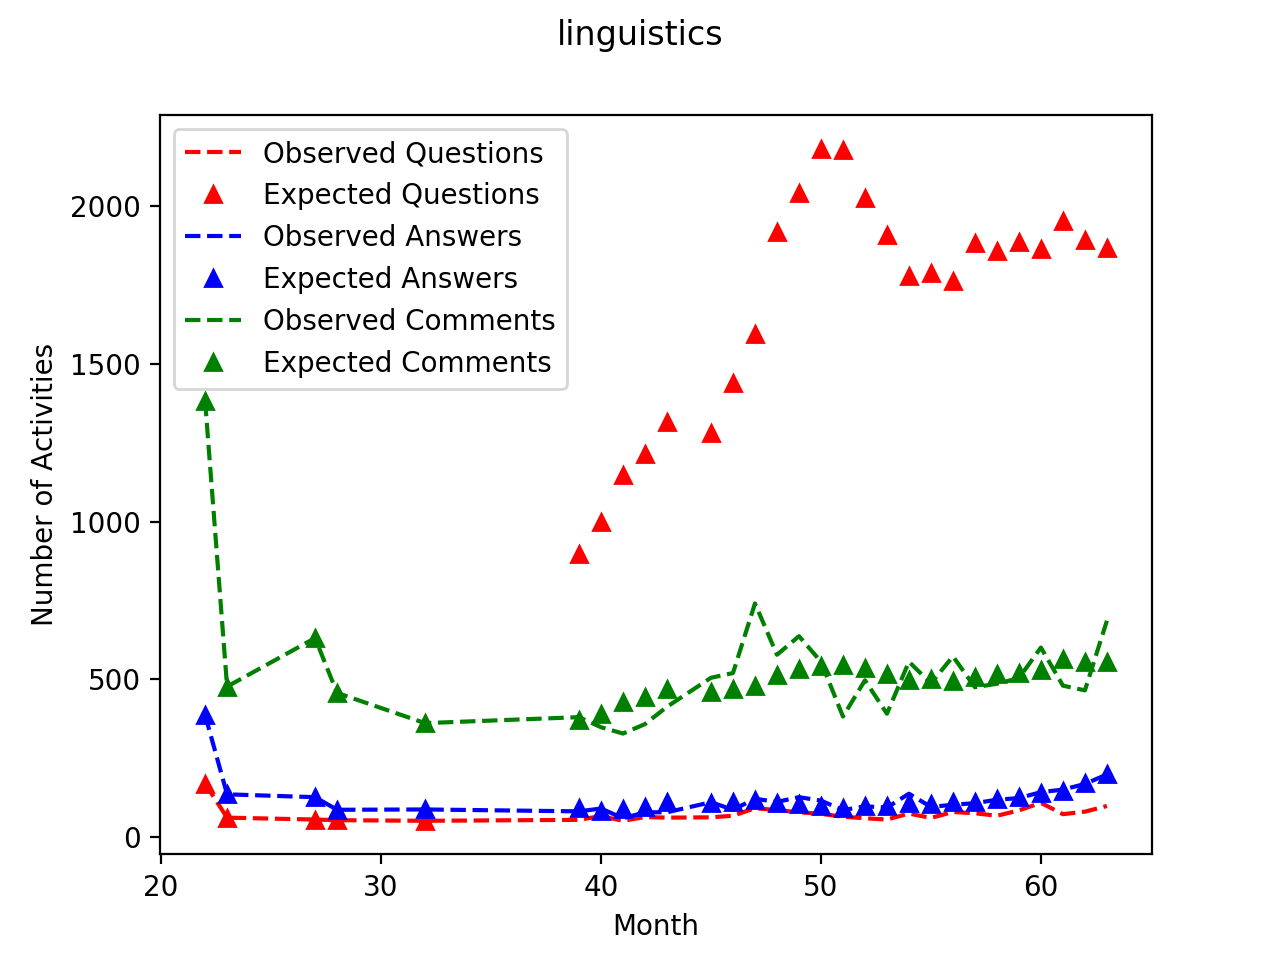 linguistics
Observed Questions
Expected Questions
Observed Answers
Expected Answers
Observed Comments
Expected Comments
Number of Activities
2000
1500
1000
500
0
20 30 40 50 60
Month